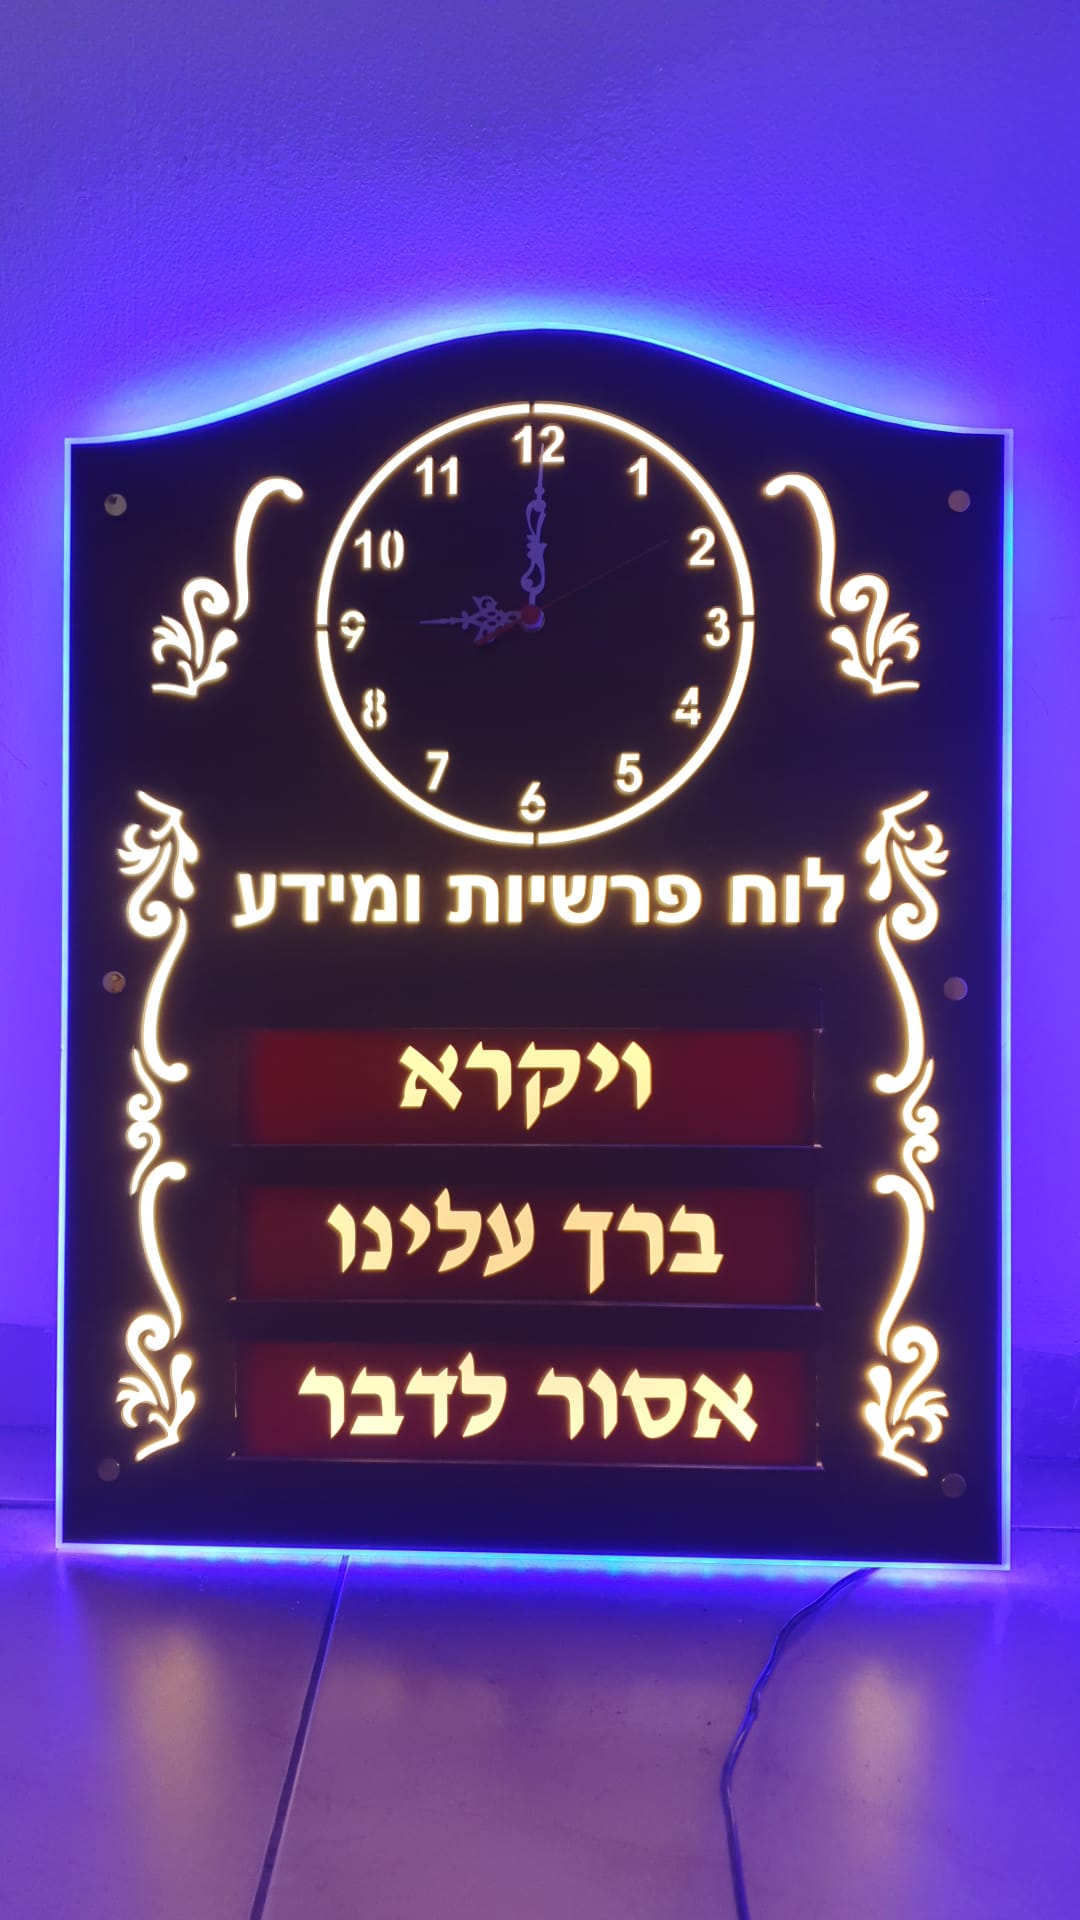 12
11 1
10 2
9 3
8 4
7 5
6
לוח פרשיות ומידע
ויקרא
ברך עלינו
אסור לדבר